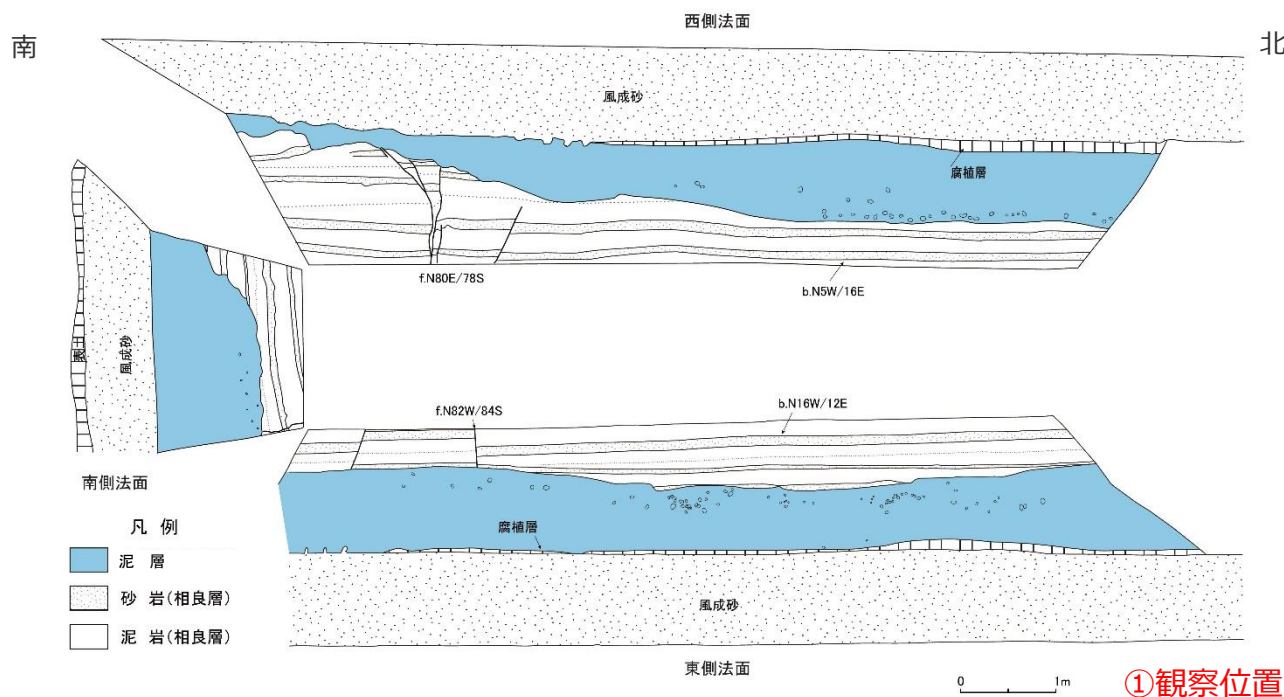 西側法面
南
北
風成砂
腐植層
f.N80E/78S
b.N5W/16E
表土
風成砂
f.N82W/84S
b.N16W/12E
南側法面
凡 例
泥 層
砂 岩(相良層)
泥 岩(相良層)
腐植層
風成砂
東側法面
0 1m
①観察位置